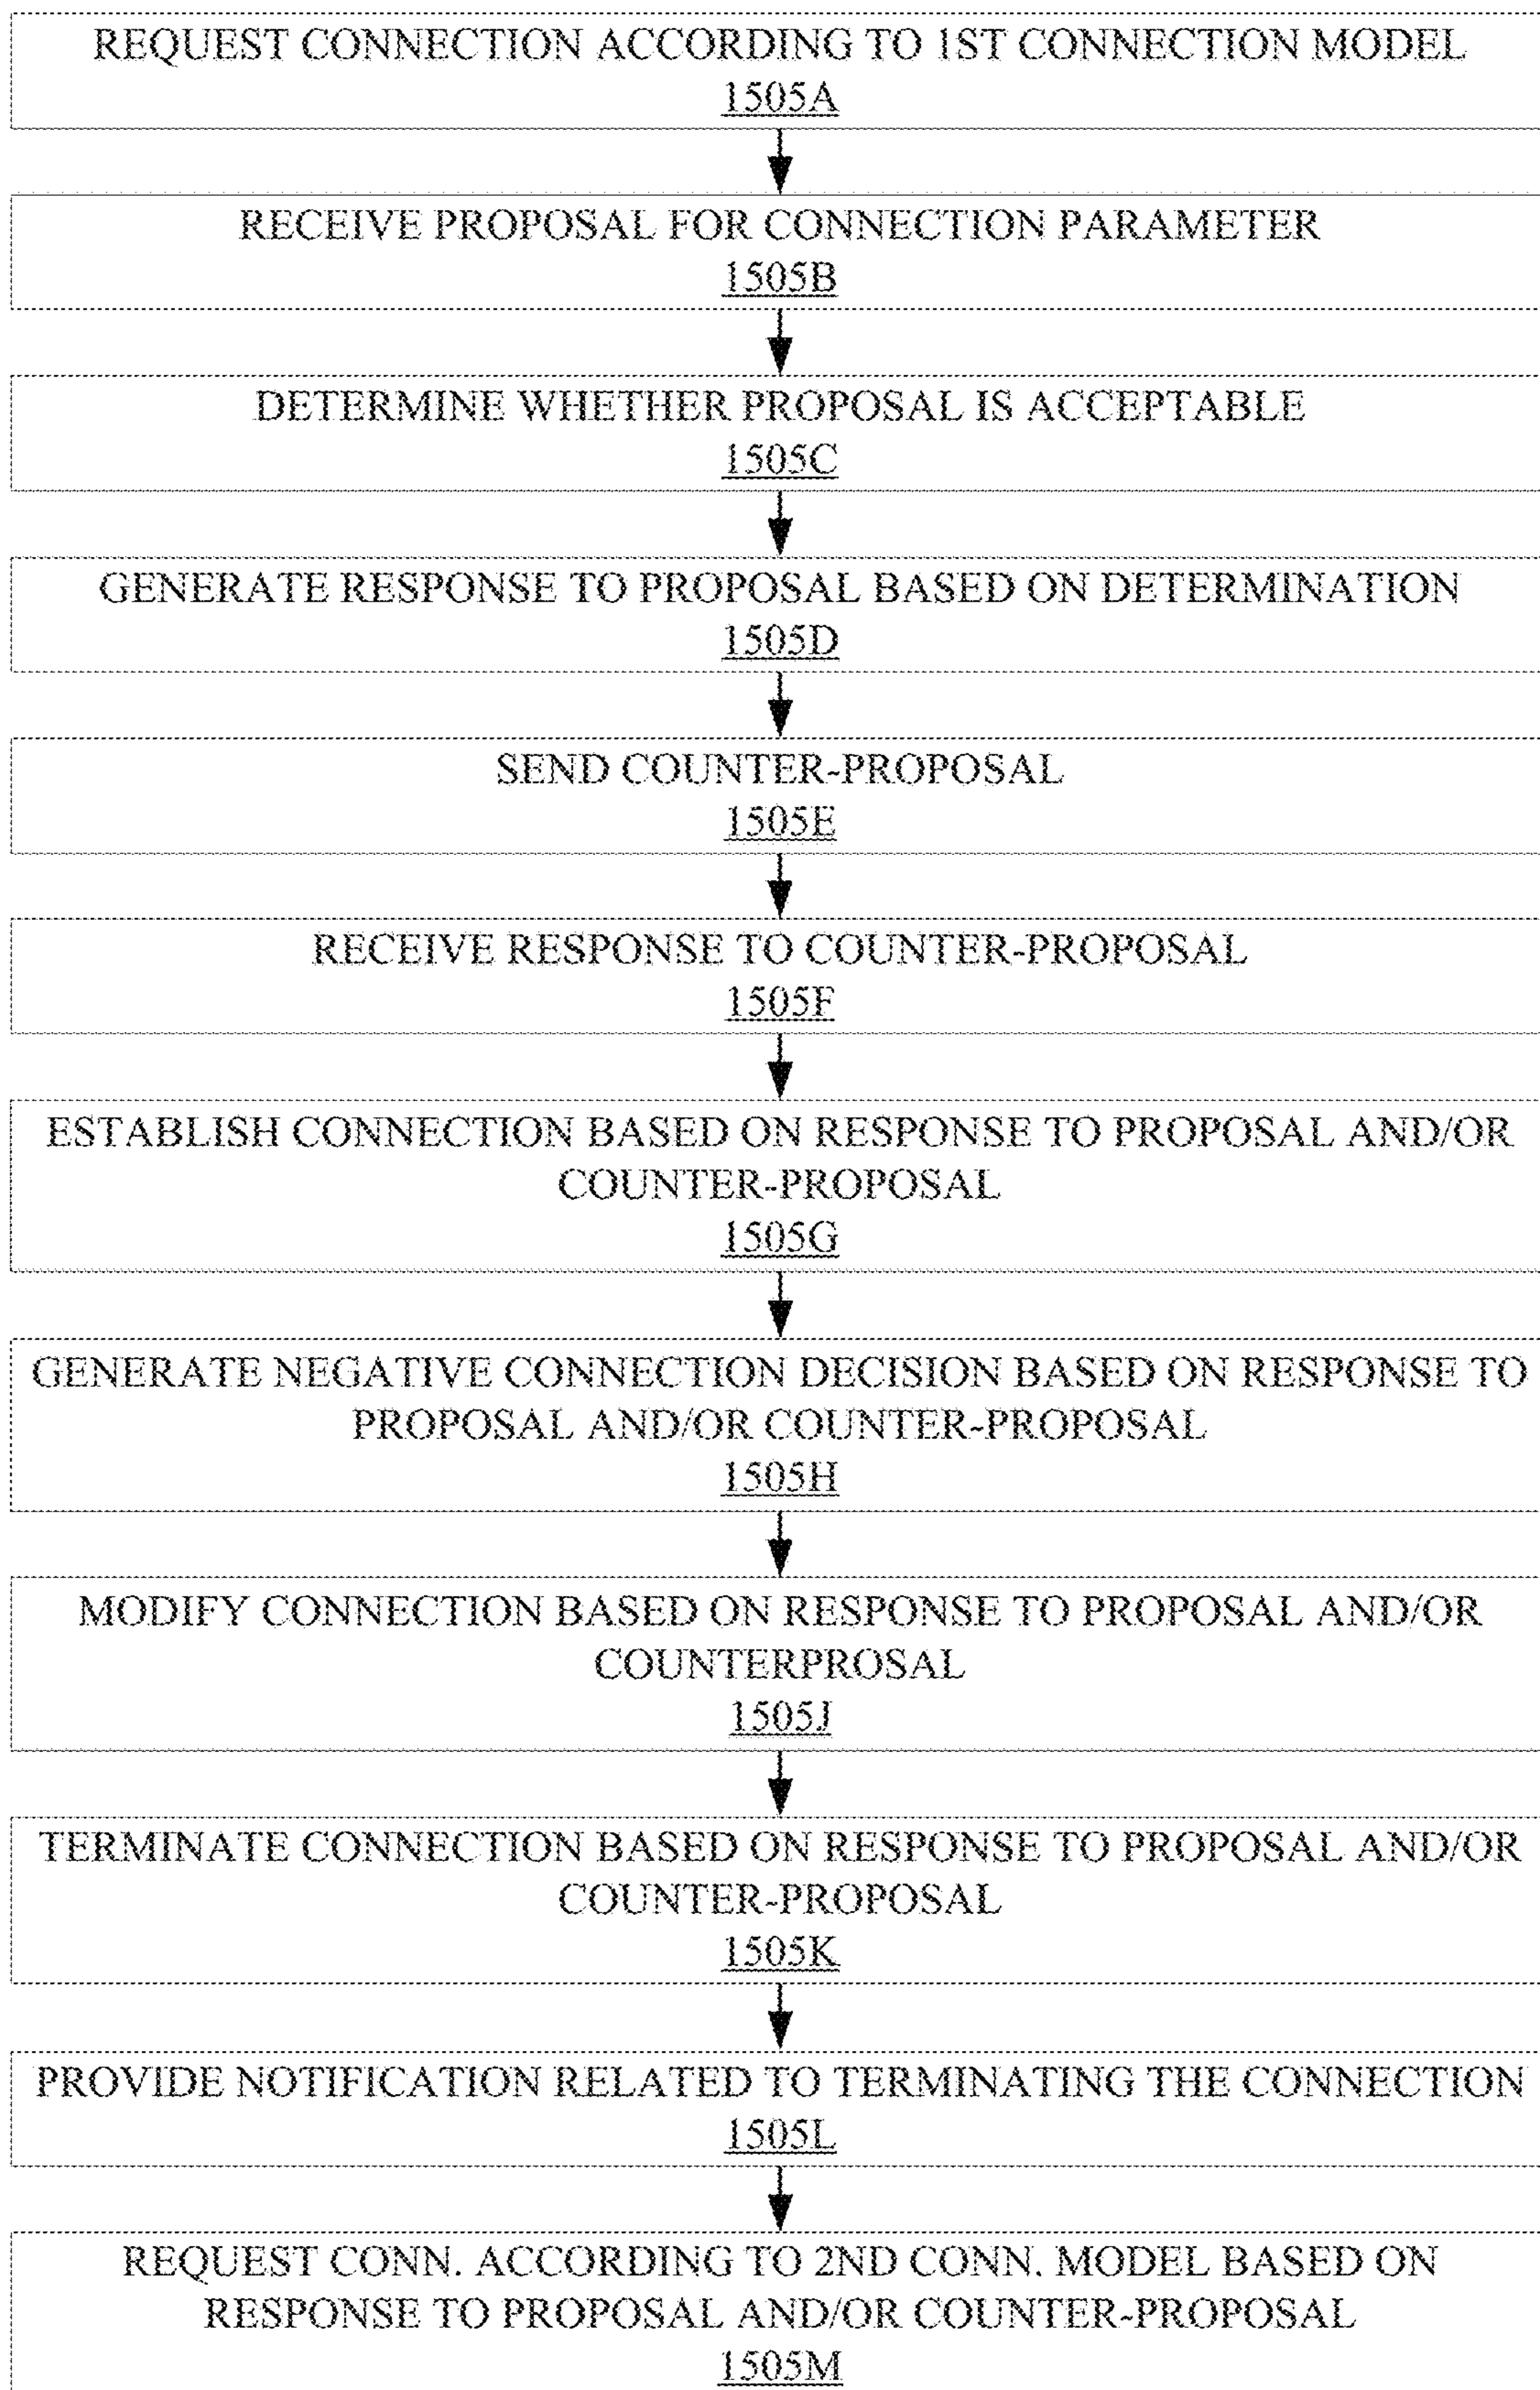 REQUEST CONNECTION ACCORDING TO 1ST CONNECTION MODEL
1505A
RECEIVE PROPOSAL FOR CONNECTION PARAMETER
1505B
DETERMINE WHETHER PROPOSAL IS ACCEPTABLE
1505C
GENERATE RESPONSE TO PROPOSAL BASED ON DETERMINATION
1505D
SEND COUNTER-PROPOSAL
1505E
RECEIVE RESPONSE TO COUNTER-PROPOSAL
1505F
ESTABLISH CONNECTION BASED ON RESPONSE TO PROPOSAL AND/OR
COUNTER-PROPOSAL
1505G
GENERATE NEGATIVE CONNECTION DECISION BASED ON RESPONSE TO
PROPOSAL AND/OR COUNTER-PROPOSAL
1505H
MODIFY CONNECTION BASED ON RESPONSE TO PROPOSAL AND/OR
COUNTERPROSAL
1505J
TERMINATE CONNECTION BASED ON RESPONSE TO PROPOSAL AND/OR
COUNTER-PROPOSAL
1505K
PROVIDE NOTIFICATION RELATED TO TERMINATING THE CONNECTION
1505L
REQUEST CONN. ACCORDING TO 2ND CONN. MODEL BASED ON
RESPONSE TO PROPOSAL AND/OR COUNTER-PROPOSAL
1505M